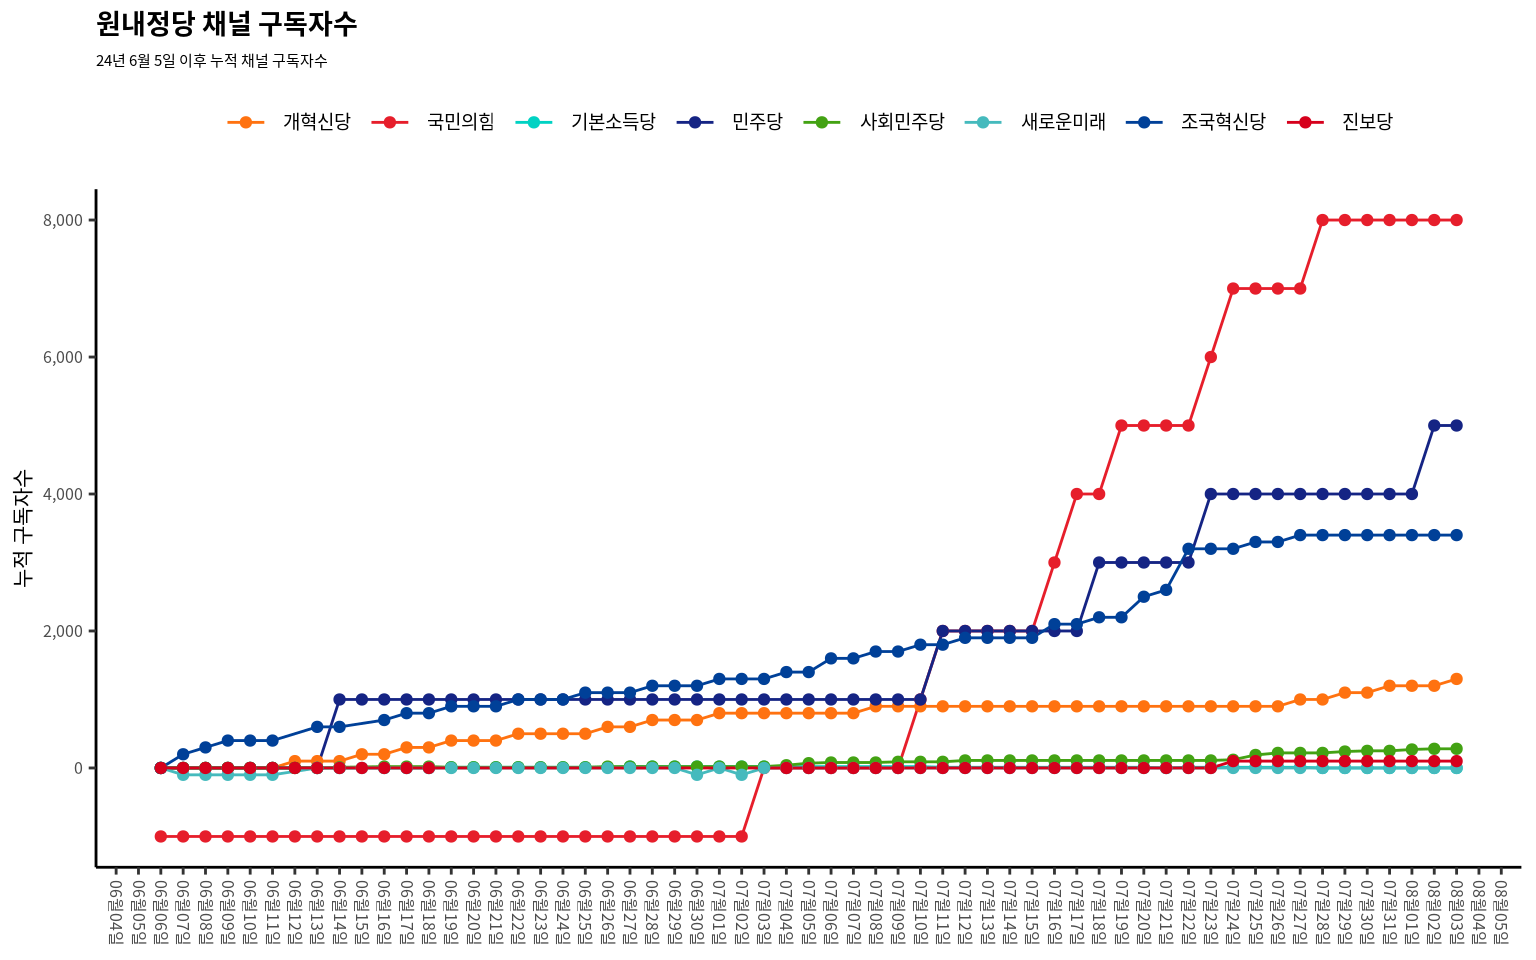 원내정당 채널 구독자수
24년 6월 5일 이후 누적 채널 구독자수
개혁신당 국민의힘 기본소득당 민주당 사회민주당 새로운미래 조국혁신당 진보당
누적 구독자수
8,000
6,000
4,000
2,000
0
06월04일 06월05일 06월06일 06월07일 06월08일 06월09일 06월10일 06월11일 06월12일 06월13일 06월14일 06월15일 06월16일 06월17일 06월18일 06월19일 06월20일 06월21일 06월22일 06월23일 06월24일 06월25일 06월26일 06월27일 06월28일 06월29일 06월30일 07월01일 07월02일 07월03일 07월04일 07월05일 07월06일 07월07일 07월08일 07월09일 07월10일 07월11일 07월12일 07월13일 07월14일 07월15일 07월16일 07월17일 07월18일 07월19일 07월20일 07월21일 07월22일 07월23일 07월24일 07월25일 07월26일 07월27일 07월28일 07월29일 07월30일 07월31일 08월01일 08월02일 08월03일 08월04일 08월05일